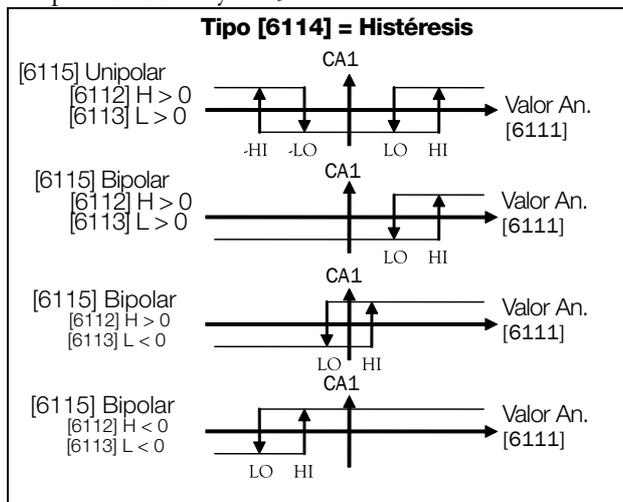 Tipo [6114] = Histéresis
CA1
[6115] Unipolar
[6112] H > 0
[6113] L > 0
Valor An.
[6111]
-HI -LO LO HI
CA1
[6115] Bipolar
[6112] H > 0
[6113] L > 0
Valor An.
[6111]
LO HI
CA1
[6115] Bipolar
[6112] H > 0
[6113] L < 0
Valor An.
[6111]
LO HI
CA1
[6115] Bipolar
[6112] H < 0
[6113] L < 0
Valor An.
[6111]
LO HI